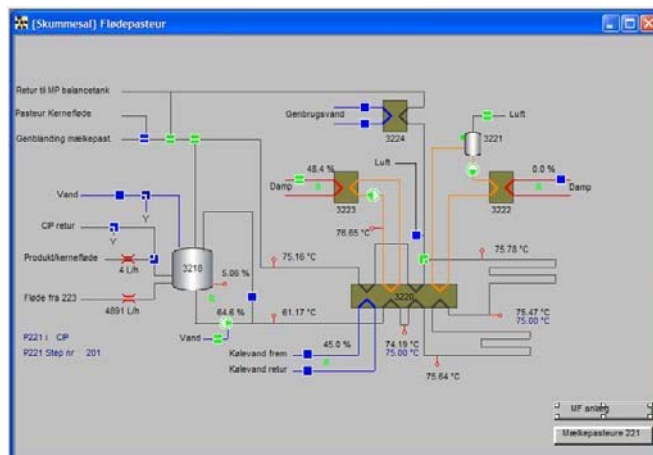 [Skummesal] Flødepasteur
Retur til MP balancetank
Pasteur Kernefløde
Genblanding mælkepast.
Genbrugsvand
3224
Luft
3221
Luft
48.4 %
Damp
3223
0.0 %
Damp
3222
Vand
Y
CIP retur
Y
Produkt/kernefløde
4 L/h
3218
5.06 %
75.16 °C
76.65 °C
75.78 °C
3220
Fløde fra 223
4891 L/h
64.6 %
61.17 °C
75.47 °C
75.00 °C
Vand
P221 i CIP
P221 Step nr 201
Kølevand frem
45.0 %
74.19 °C
75.00 °C
Kølevand retur
75.64 °C
MF anlæg
Mælkepasteure 221